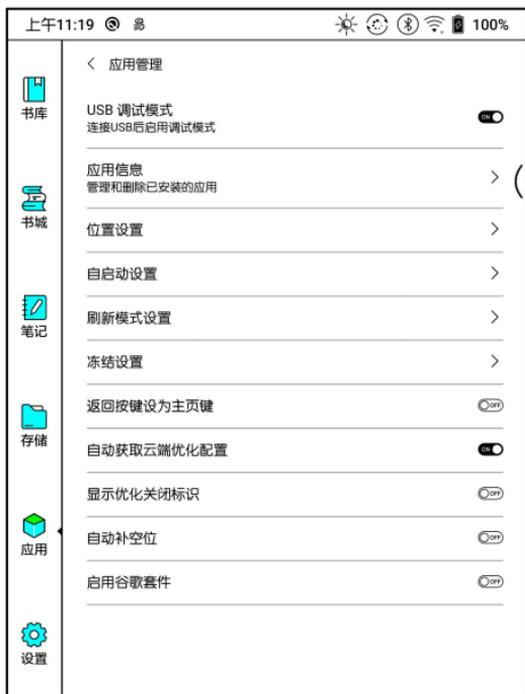 上午11:19
100%
应用管理
书库
USB 调试模式
ON
连接USB后启用调试模式
应用信息
管理和删除已安装的应用
书城
位置设置
自启动设置
笔记
刷新模式设置
冻结设置
返回按键设为主页键
OFF
存储
自动获取云端优化配置
ON
显示优化关闭标识
OFF
应用
自动补空位
OFF
启用谷歌套件
OFF
设置